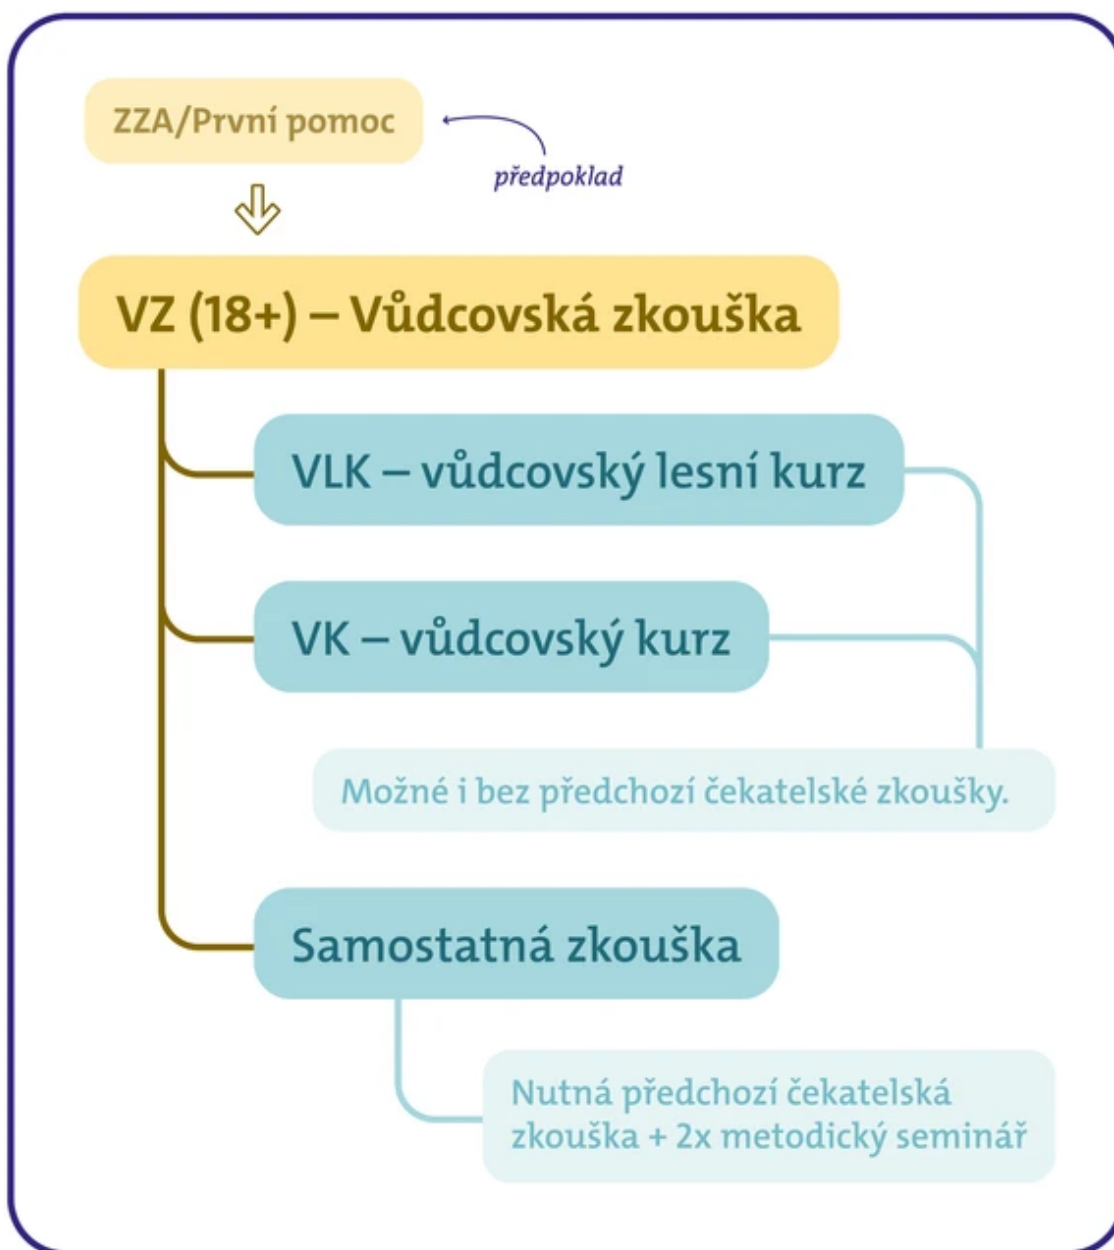 ZZA/První pomoc
předpoklad
VZ (18+) – Vůdcovská zkouška
VLK – vůdcovský lesní kurz
VK – vůdcovský kurz
Možné i bez předchozí čekatelské zkoušky.
Samostatná zkouška
Nutná předchozí čekatelská
zkouška + 2x metodický seminář